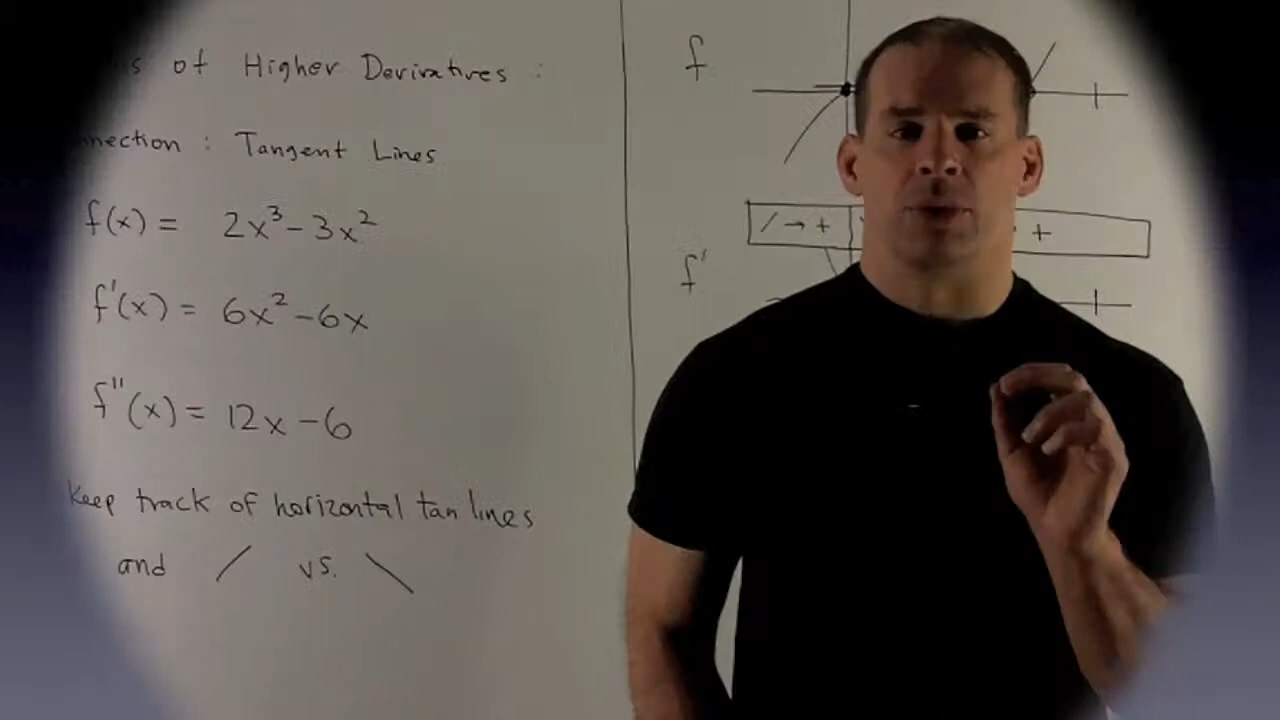 of Higher Derivatives :
: Tangent Lines
f(x) = 2x³ - 3x²
f'(x) = 6x² - 6x
f''(x) = 12x - 6
Keep track of horizontal tan lines
and / vs. \
f
/ → + +
f'